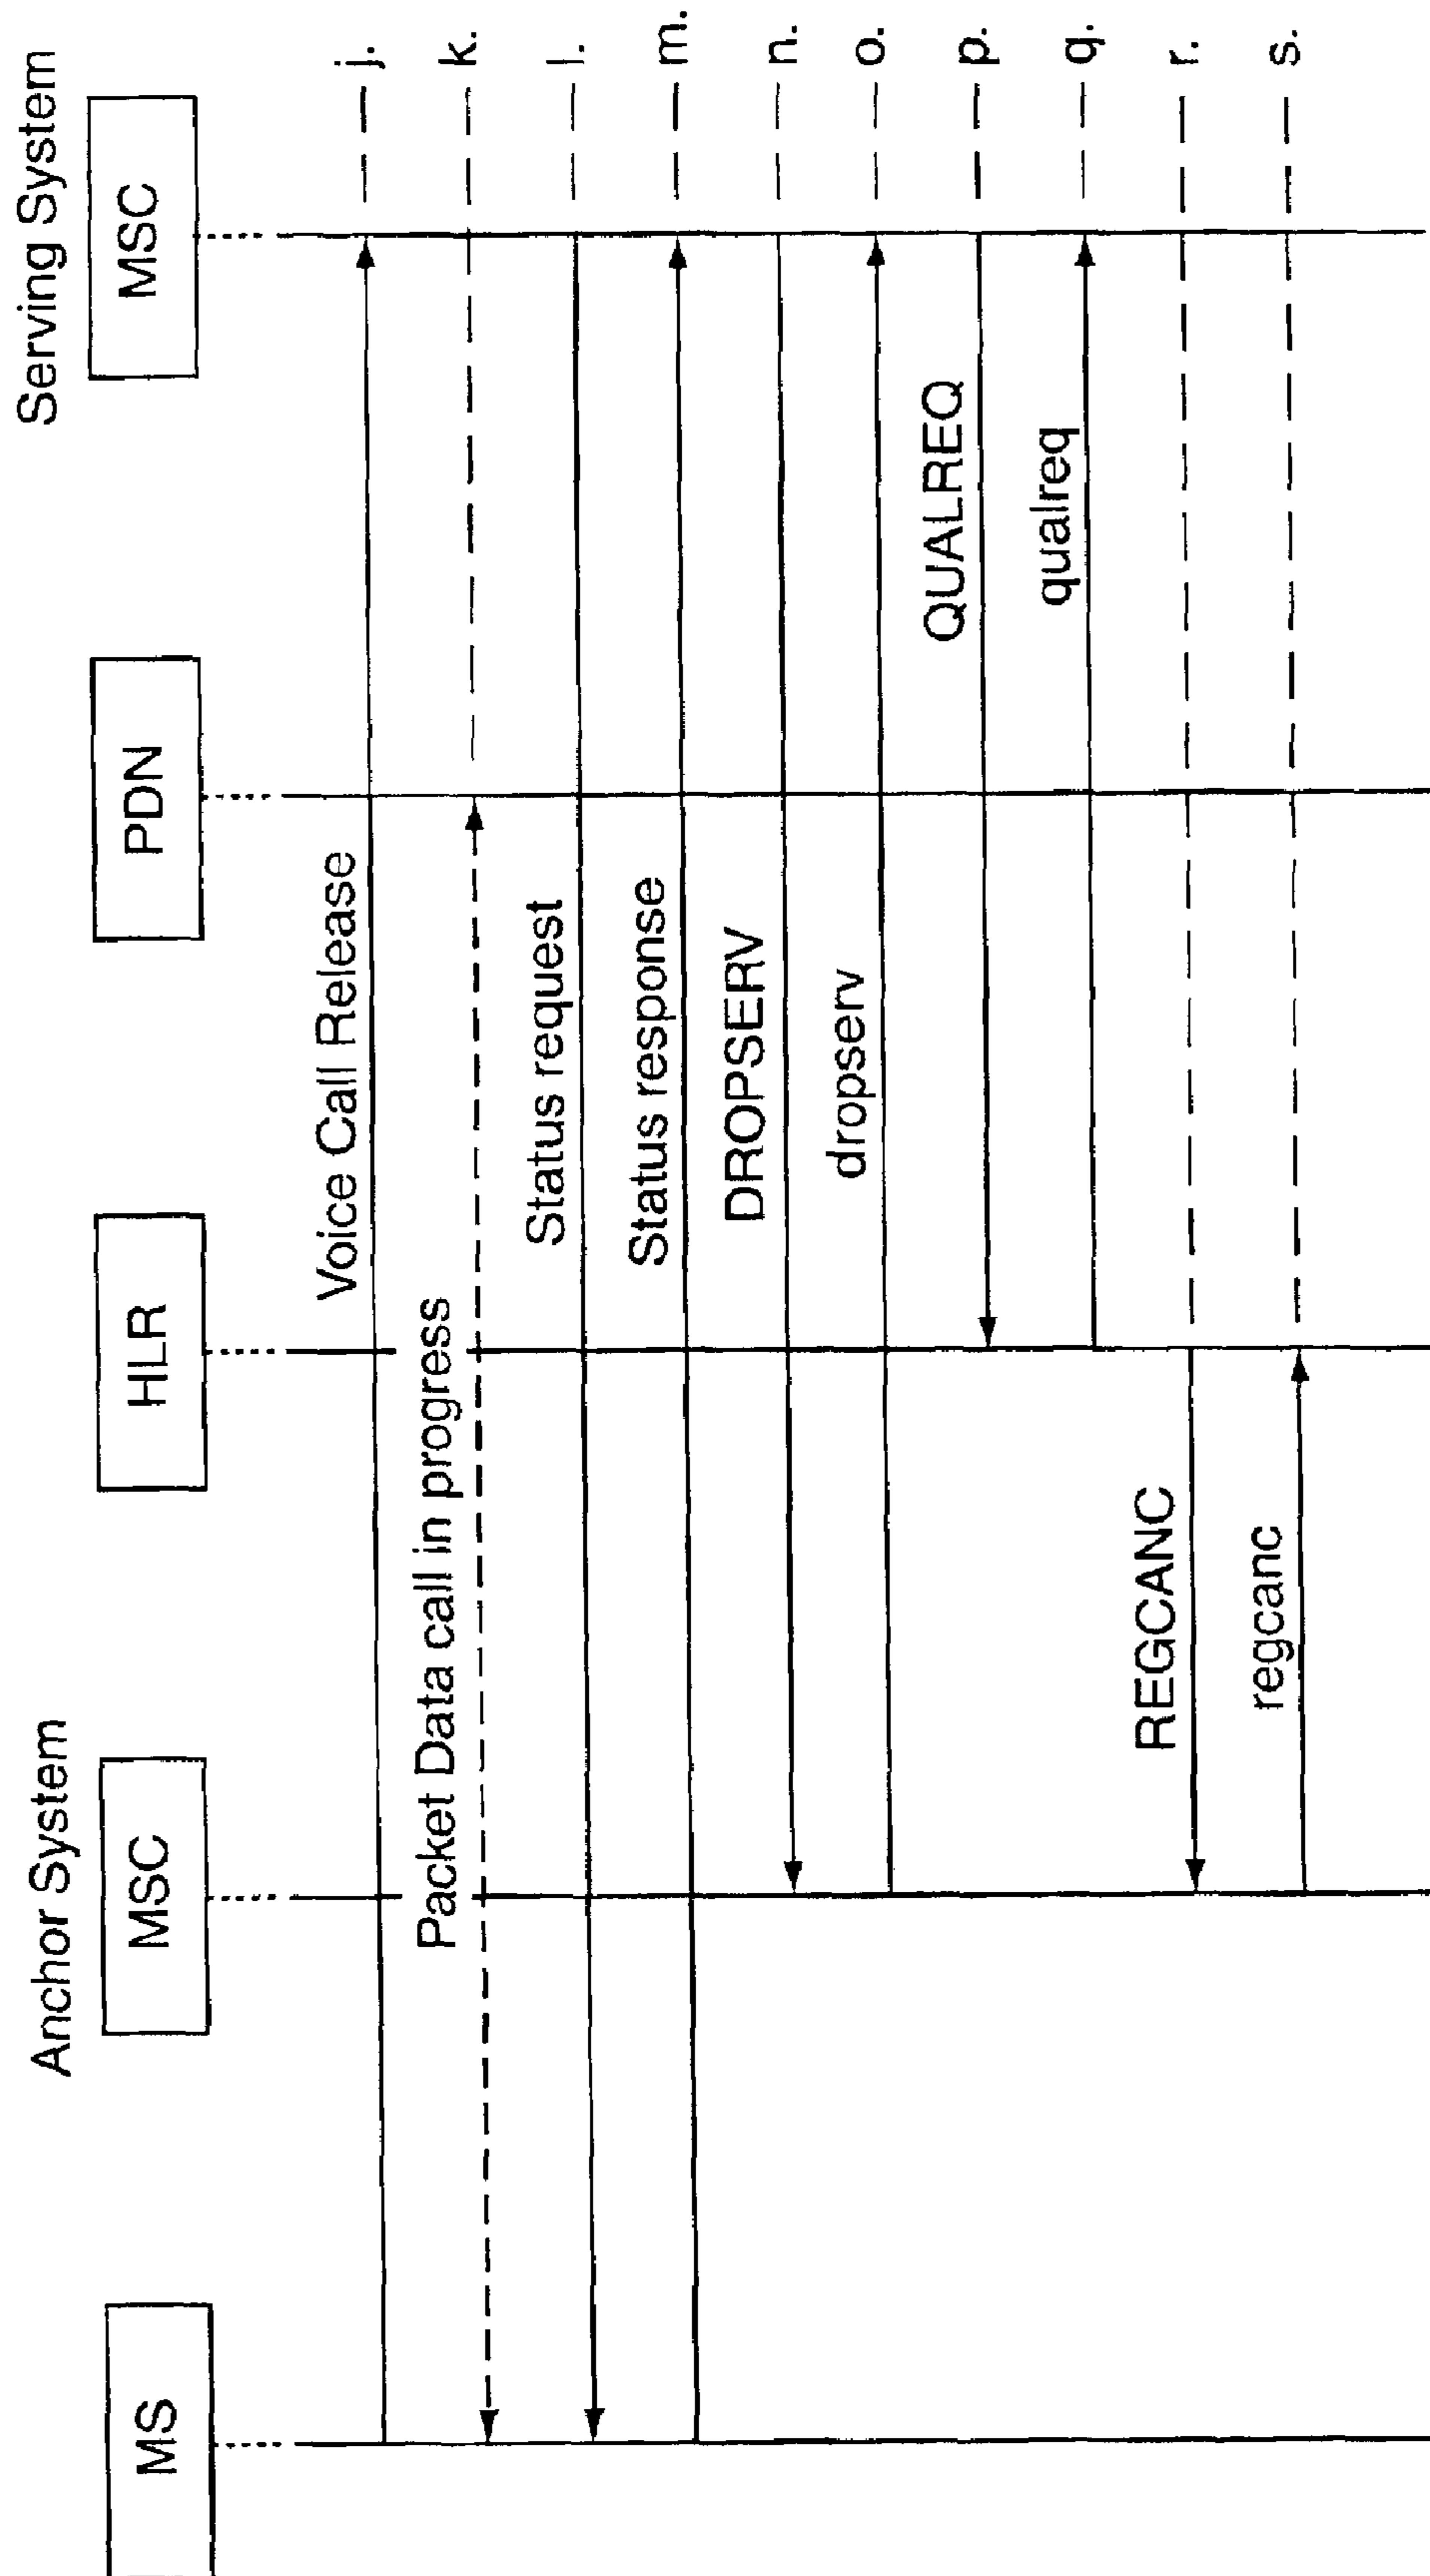 Anchor System
Serving System
MS
MSC
HLR
PDN
MSC
Voice Call Release
j.
Packet Data call in progress
k.
Status request
l.
Status response
m.
DROPSERV
n.
dropserv
o.
QUALREQ
p.
qualreq
q.
REGCANC
r.
regcanc
s.